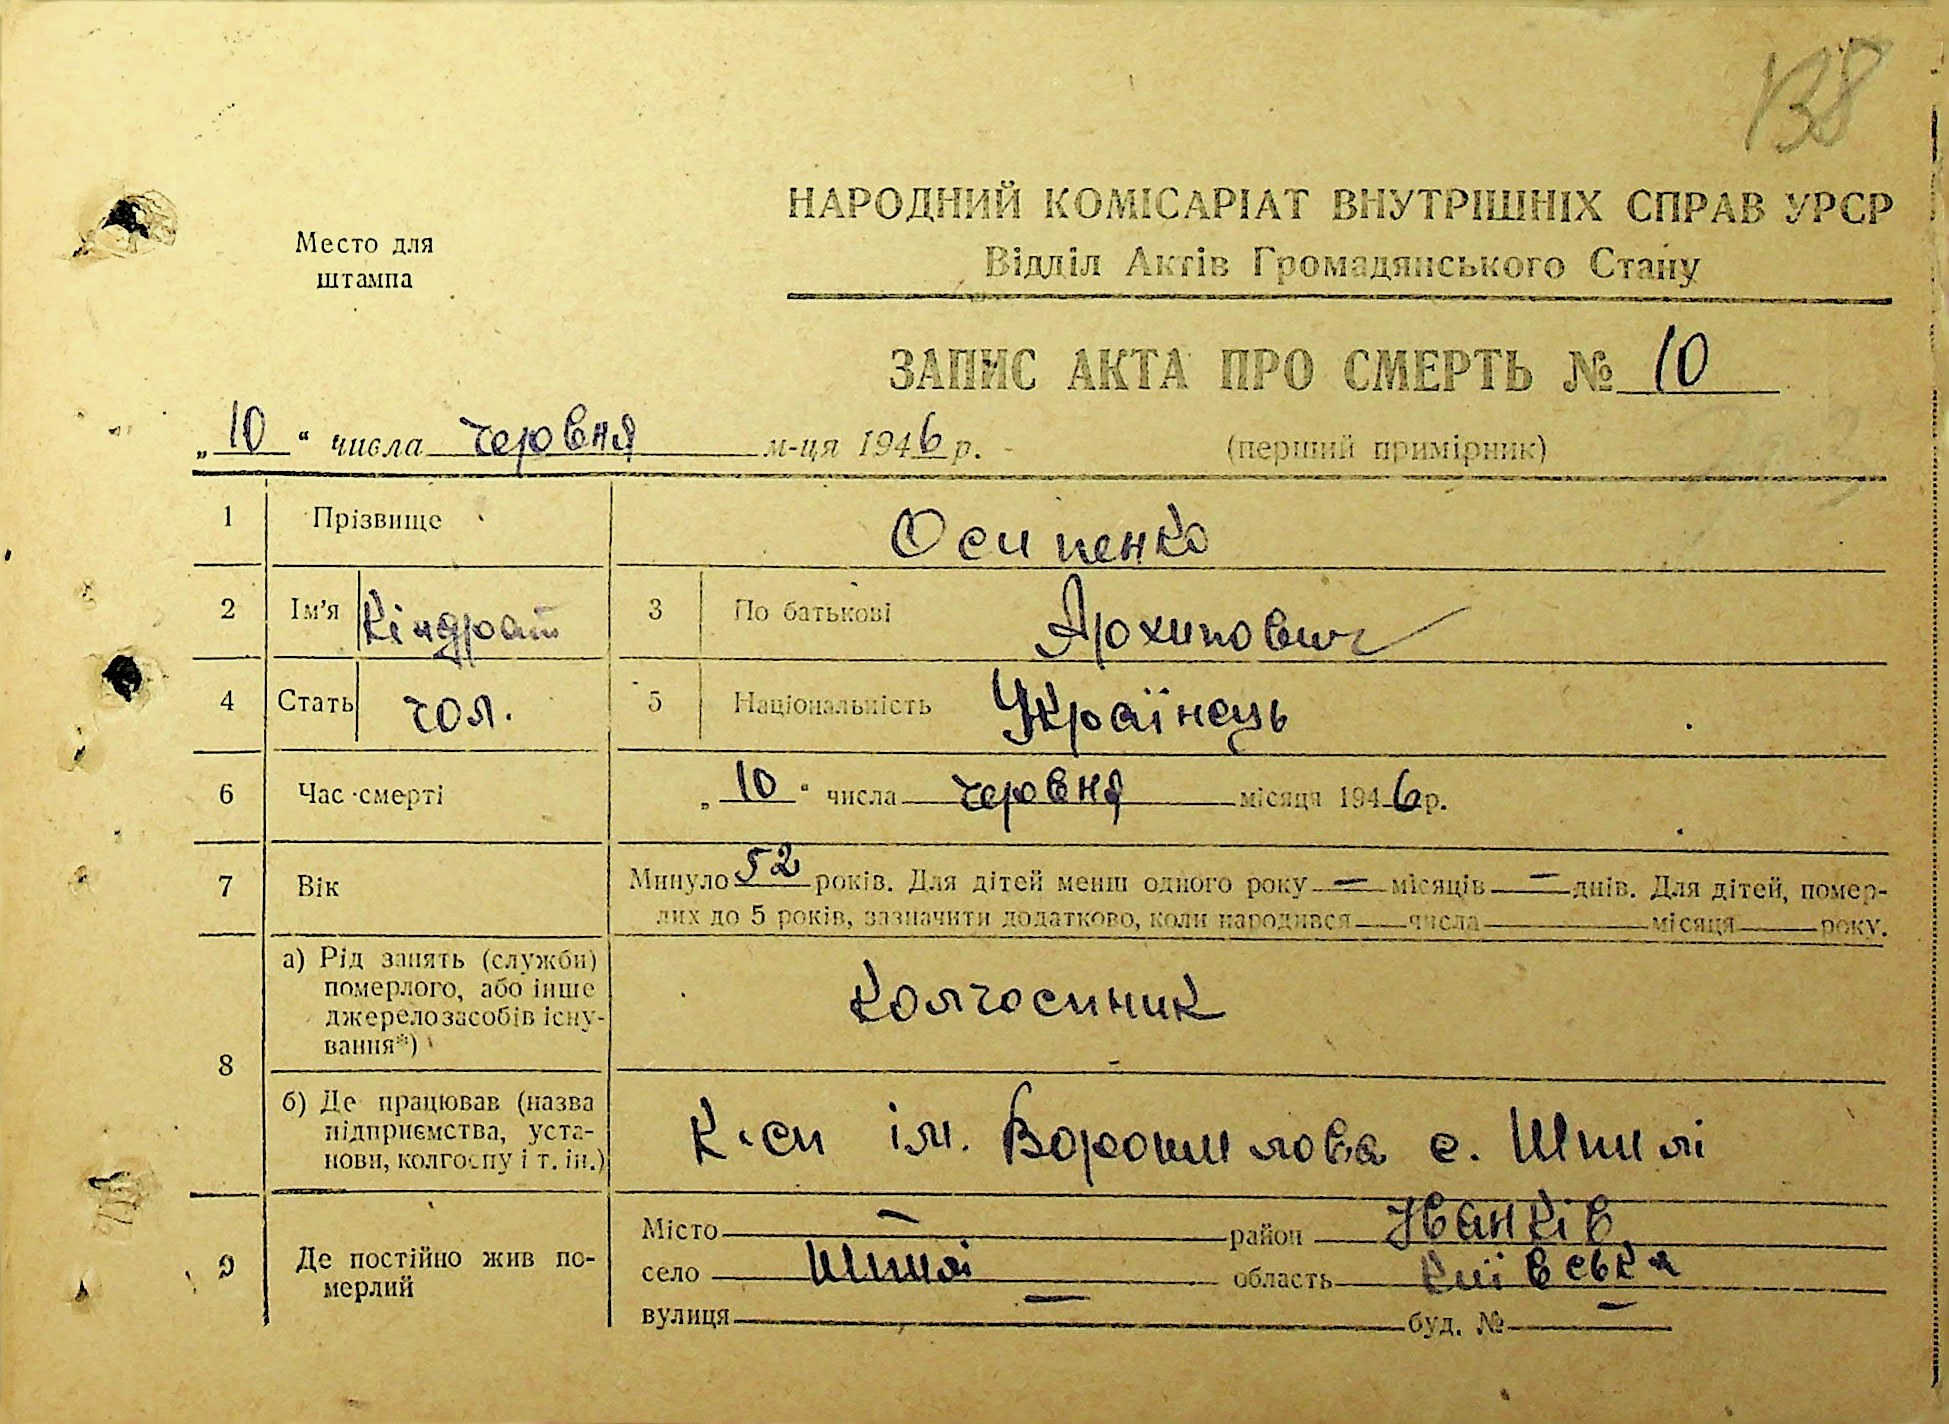 138
НАРОДНИЙ КОМІСАРІАТ ВНУТРІШНІХ СПРАВ УРСР
Відділ Актів Громадянського Стану
Место для
штампа
ЗАПИС АКТА ПРО СМЕРТЬ № 10
„10“ числа червня м-ця 1946 р. (перший примірник)
1 Прізвище Осипенко
2 Ім'я Кіндрат 3 По батькові Архипович
4 Стать чол. 5 Національність Українець
6 Час смерті „10“ числа червня місяця 1946 р.
7 Вік Минуло 52 років. Для дітей менш одного року — місяців — днів. Для дітей, помер-
лих до 5 років, зазначити додатково, коли народився числа місяця року.
8 а) Рід занять (служби)
померлого, або інше
джерело засобів існу-
вання*)
Колгоспник
б) Де працював (назва
підприємства, уста-
нови, колгоспу і т. ін.)
К-сп ім. Ворошилова с. Шпилі
9 Де постійно жив по-
мерлий
Місто — район Іванків
село Шпилі область Київська
вулиця — буд. № —